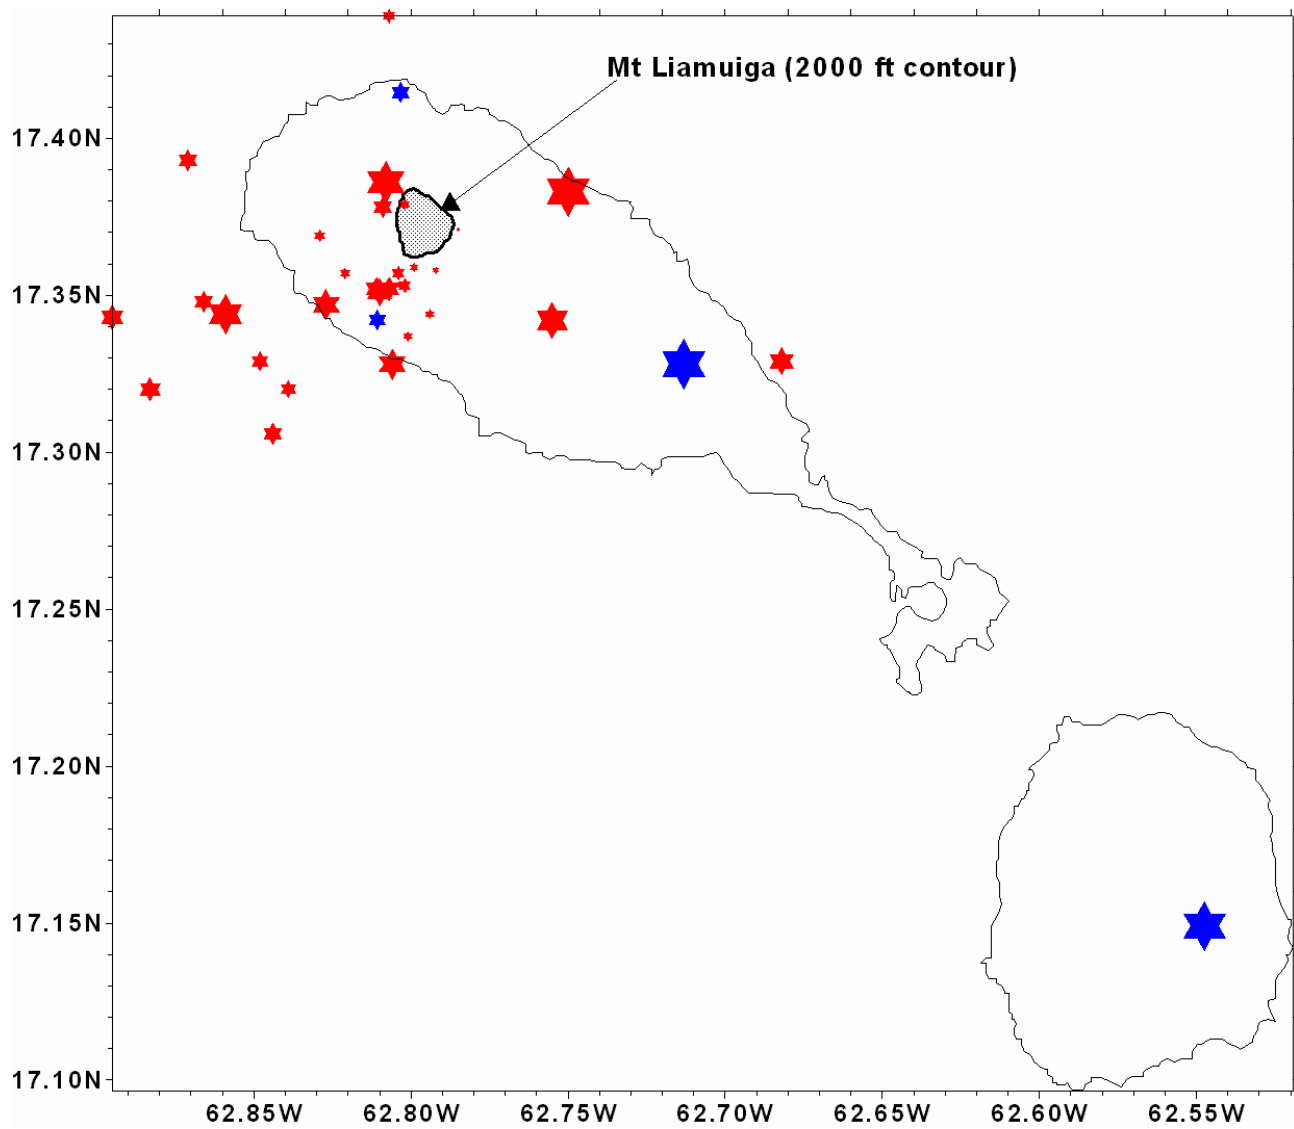 Mt Liamuiga (2000 ft contour)
17.40N
17.35N
17.30N
17.25N
17.20N
17.15N
17.10N
62.85W 62.80W 62.75W 62.70W 62.65W 62.60W 62.55W